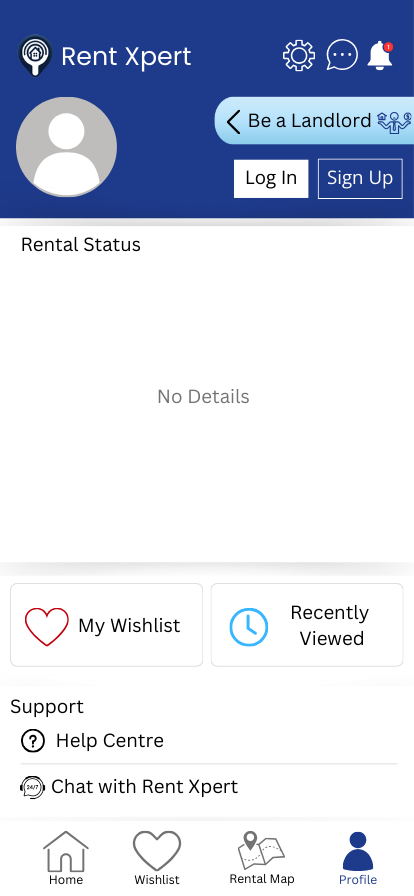 Rent Xpert
1
Be a Landlord
Log In
Sign Up
Rental Status
No Details
My Wishlist
Recently
Viewed
Support
? Help Centre
24/7 Chat with Rent Xpert
Home
Wishlist
Rental Map
Profile